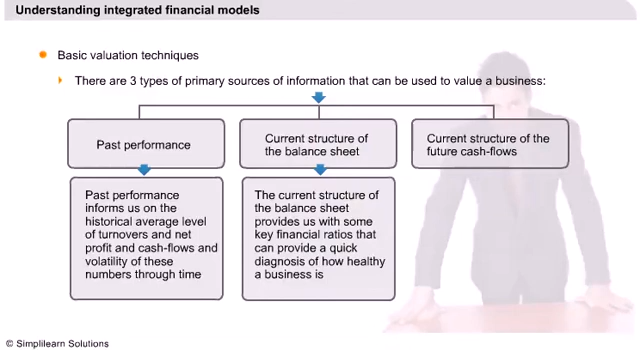 Understanding integrated financial models
Basic valuation techniques
There are 3 types of primary sources of information that can be used to value a business:
Past performance
Current structure of
the balance sheet
Current structure of the
future cash-flows
Past performance
informs us on the
historical average level
of turnovers and net
profit and cash-flows and
volatility of these
numbers through time
The current structure of
the balance sheet
provides us with some
key financial ratios that
can provide a quick
diagnosis of how healthy
a business is
© Simplilearn Solutions